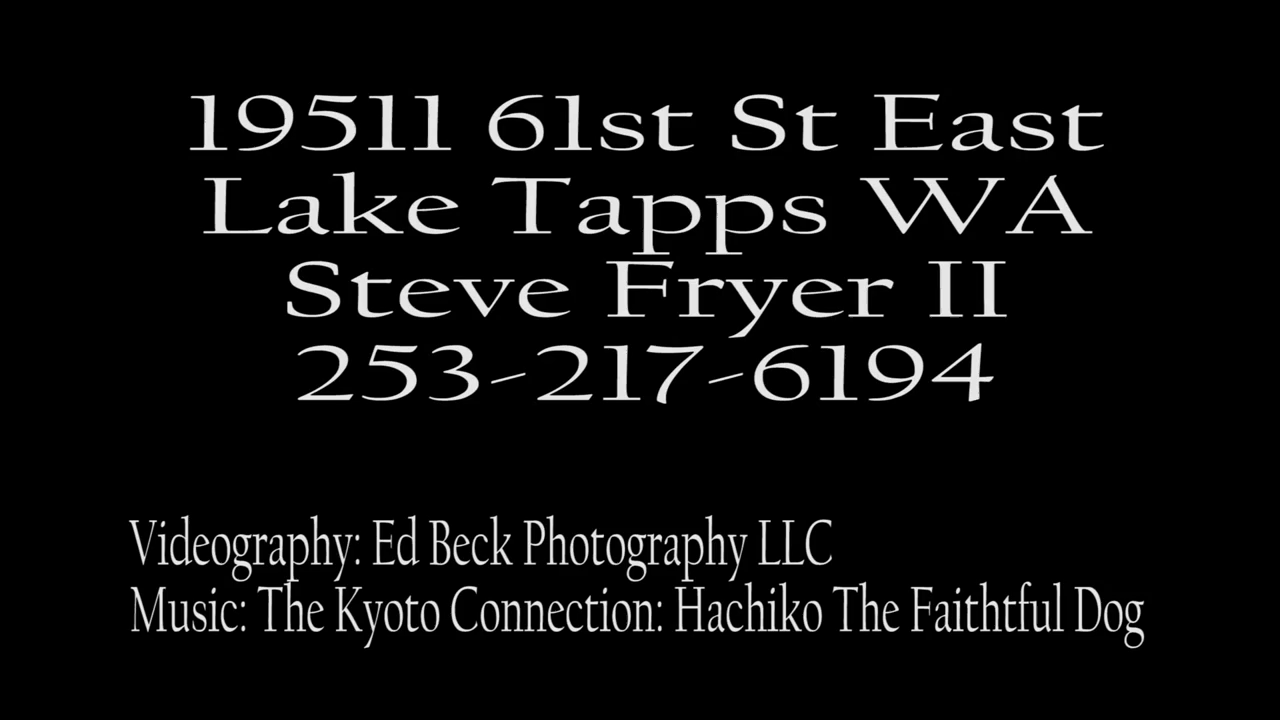 19511 61st St East
Lake Tapps WA
Steve Fryer II
253-217-6194
Videography: Ed Beck Photography LLC
Music: The Kyoto Connection: Hachiko The Faithtful Dog